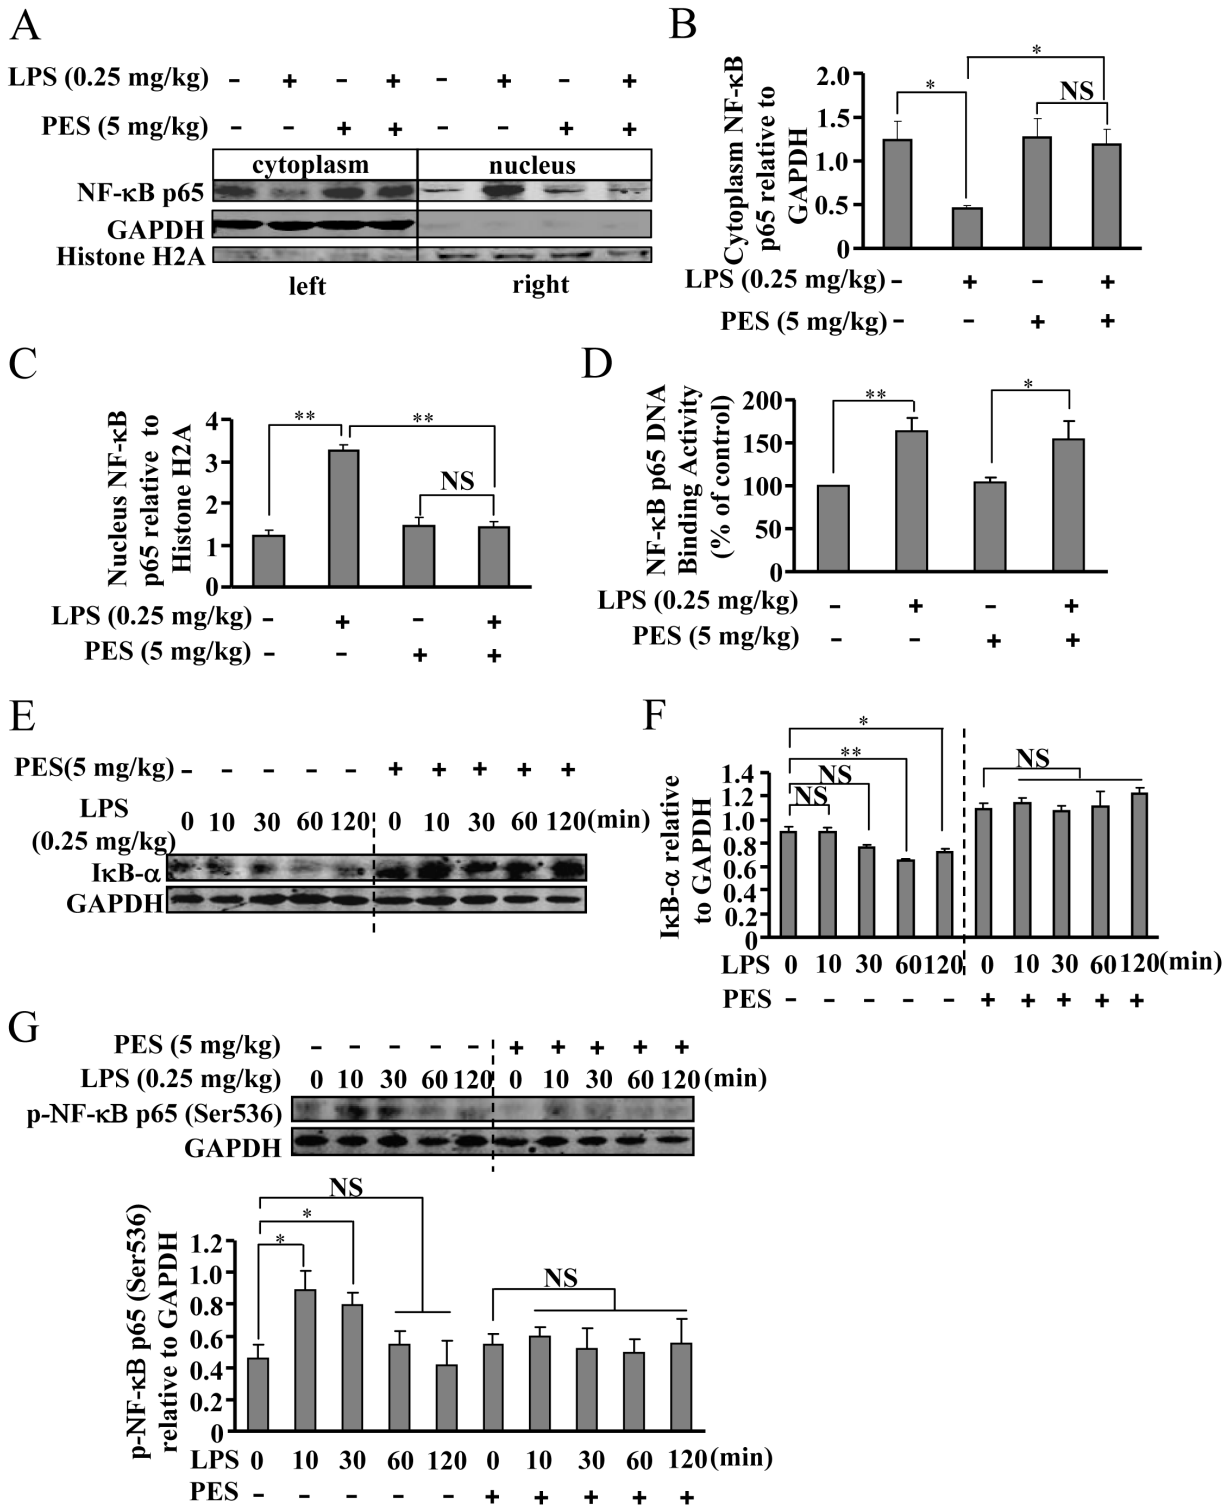 A
LPS (0.25 mg/kg) - + - + - + - +
PES (5 mg/kg) - - + + - - + +
cytoplasm nucleus
NF-κB p65
GAPDH
Histone H2A
left right
B
*
* NS
Cytoplasm NF-κB
p65 relative to
GAPDH
2.0
1.5
1.0
0.5
0
LPS (0.25 mg/kg) - + - +
PES (5 mg/kg) - - + +
C
** **
NS
Nucleus NF-κB
p65 relative to
Histone H2A
4
3
2
1
0
LPS (0.25 mg/kg) - + - +
PES (5 mg/kg) - - + +
D
** *
NF-κB p65 DNA
Binding Activity
(% of control)
200
150
100
50
0
LPS (0.25 mg/kg) - + - +
PES (5 mg/kg) - - + +
E
PES(5 mg/kg) - - - - - + + + + +
LPS
(0.25 mg/kg) 0 10 30 60 120 0 10 30 60 120(min)
IκB-α
GAPDH
F
*
**
NS NS
NS
IκB-α relative
to GAPDH
1.4
1.2
1.0
0.8
0.6
0.4
0.2
0
LPS 0 10 30 60 120 0 10 30 60 120(min)
PES - - - - - + + + + +
G
PES (5 mg/kg) - - - - - + + + + +
LPS (0.25 mg/kg) 0 10 30 60 120 0 10 30 60 120(min)
p-NF-κB p65 (Ser536)
GAPDH
NS
*
* NS
p-NF-κB p65 (Ser536)
relative to GAPDH
1.2
1.0
0.8
0.6
0.4
0.2
0
LPS 0 10 30 60 120 0 10 30 60 120(min)
PES - - - - - + + + + +